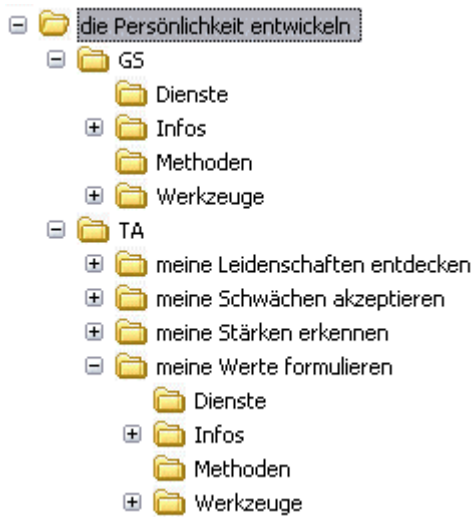 die Persönlichkeit entwickeln
GS
Dienste
Infos
Methoden
Werkzeuge
TA
meine Leidenschaften entdecken
meine Schwächen akzeptieren
meine Stärken erkennen
meine Werte formulieren
Dienste
Infos
Methoden
Werkzeuge